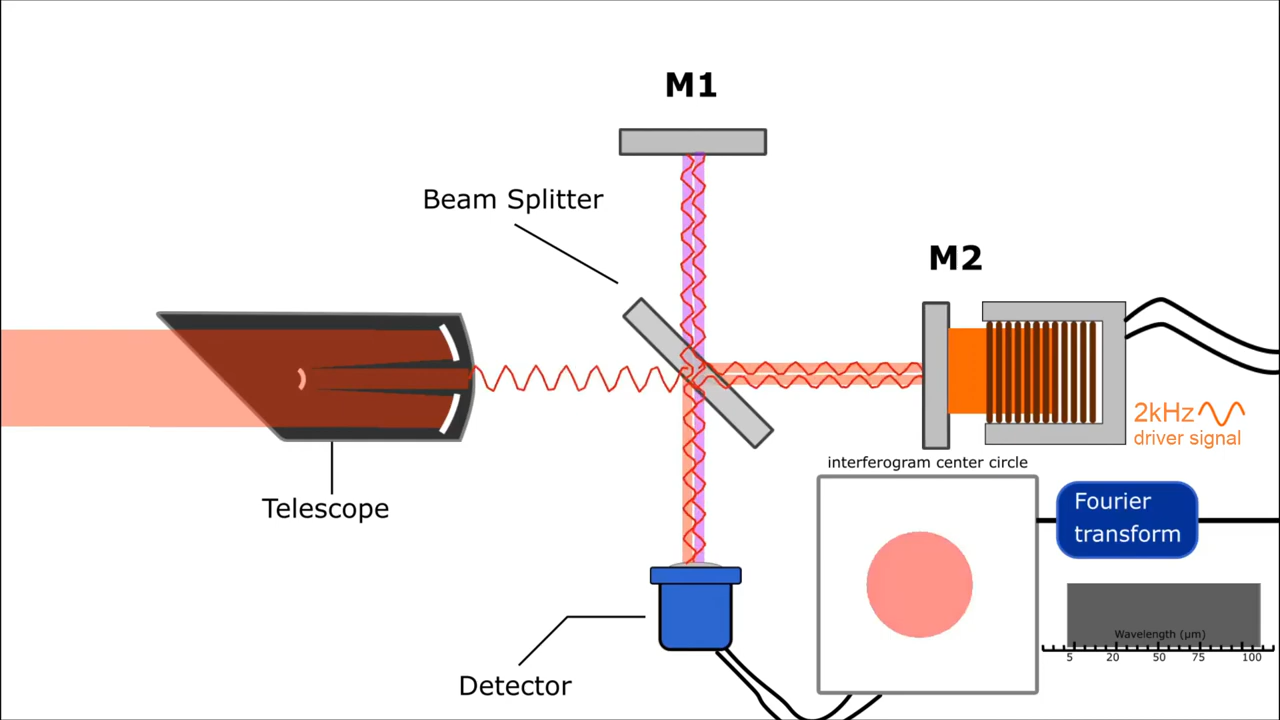 M1
Beam Splitter
M2
2kHz
driver signal
Telescope
interferogram center circle
Fourier
transform
Wavelength (μm)
5 20 50 75 100
Detector